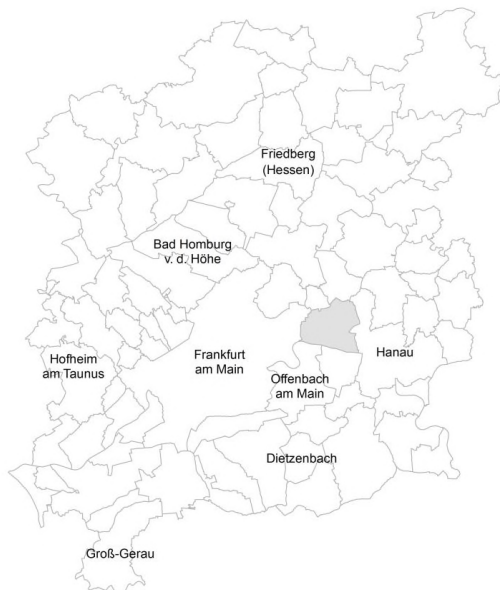 Friedberg
(Hessen)
Bad Homburg
v. d. Höhe
Hofheim
am Taunus
Frankfurt
am Main
Hanau
Offenbach
am Main
Dietzenbach
Groß-Gerau